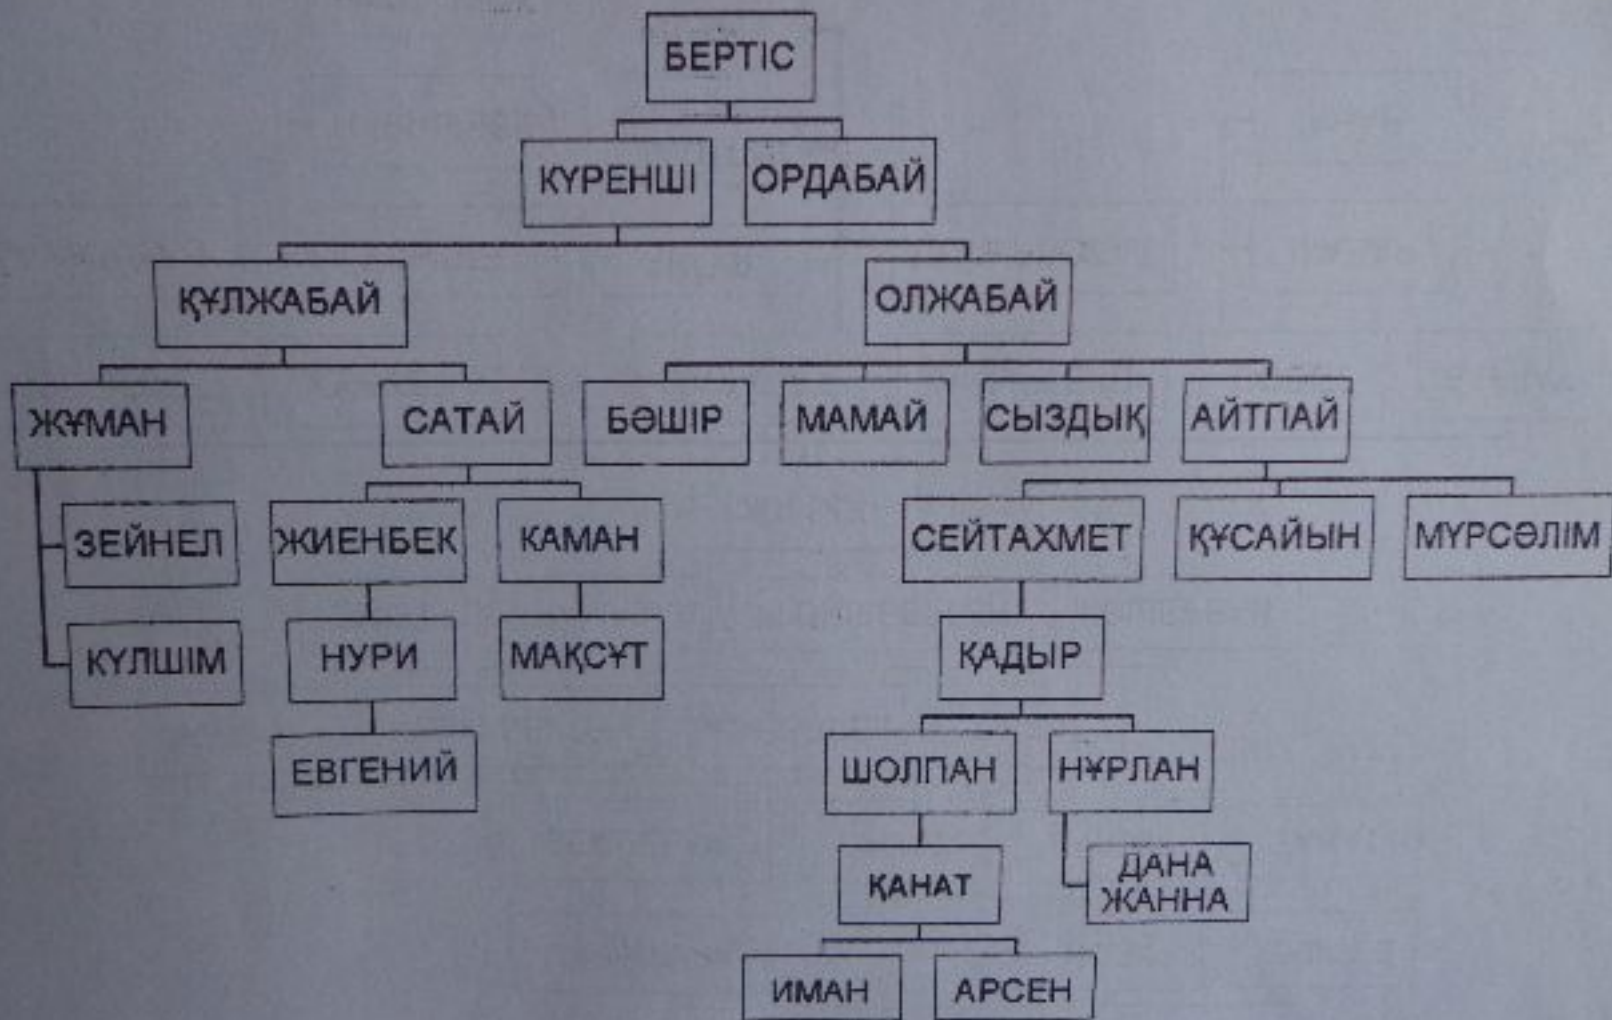 БЕРТІС
КҮРЕНШІ
ОРДАБАЙ
ҚҰЛЖАБАЙ
ОЛЖАБАЙ
ЖҰМАН
САТАЙ
БӘШІР
МАМАЙ
СЫЗДЫҚ
АЙТПАЙ
ЗЕЙНЕЛ
ЖИЕНБЕК
КАМАН
СЕЙТАХМЕТ
ҚҰСАЙЫН
МҮРСӘЛІМ
КҮЛШІМ
НУРИ
МАҚСҰТ
ҚАДЫР
ЕВГЕНИЙ
ШОЛПАН
НҰРЛАН
ҚАНАТ
ДАНА
ЖАННА
ИМАН
АРСЕН